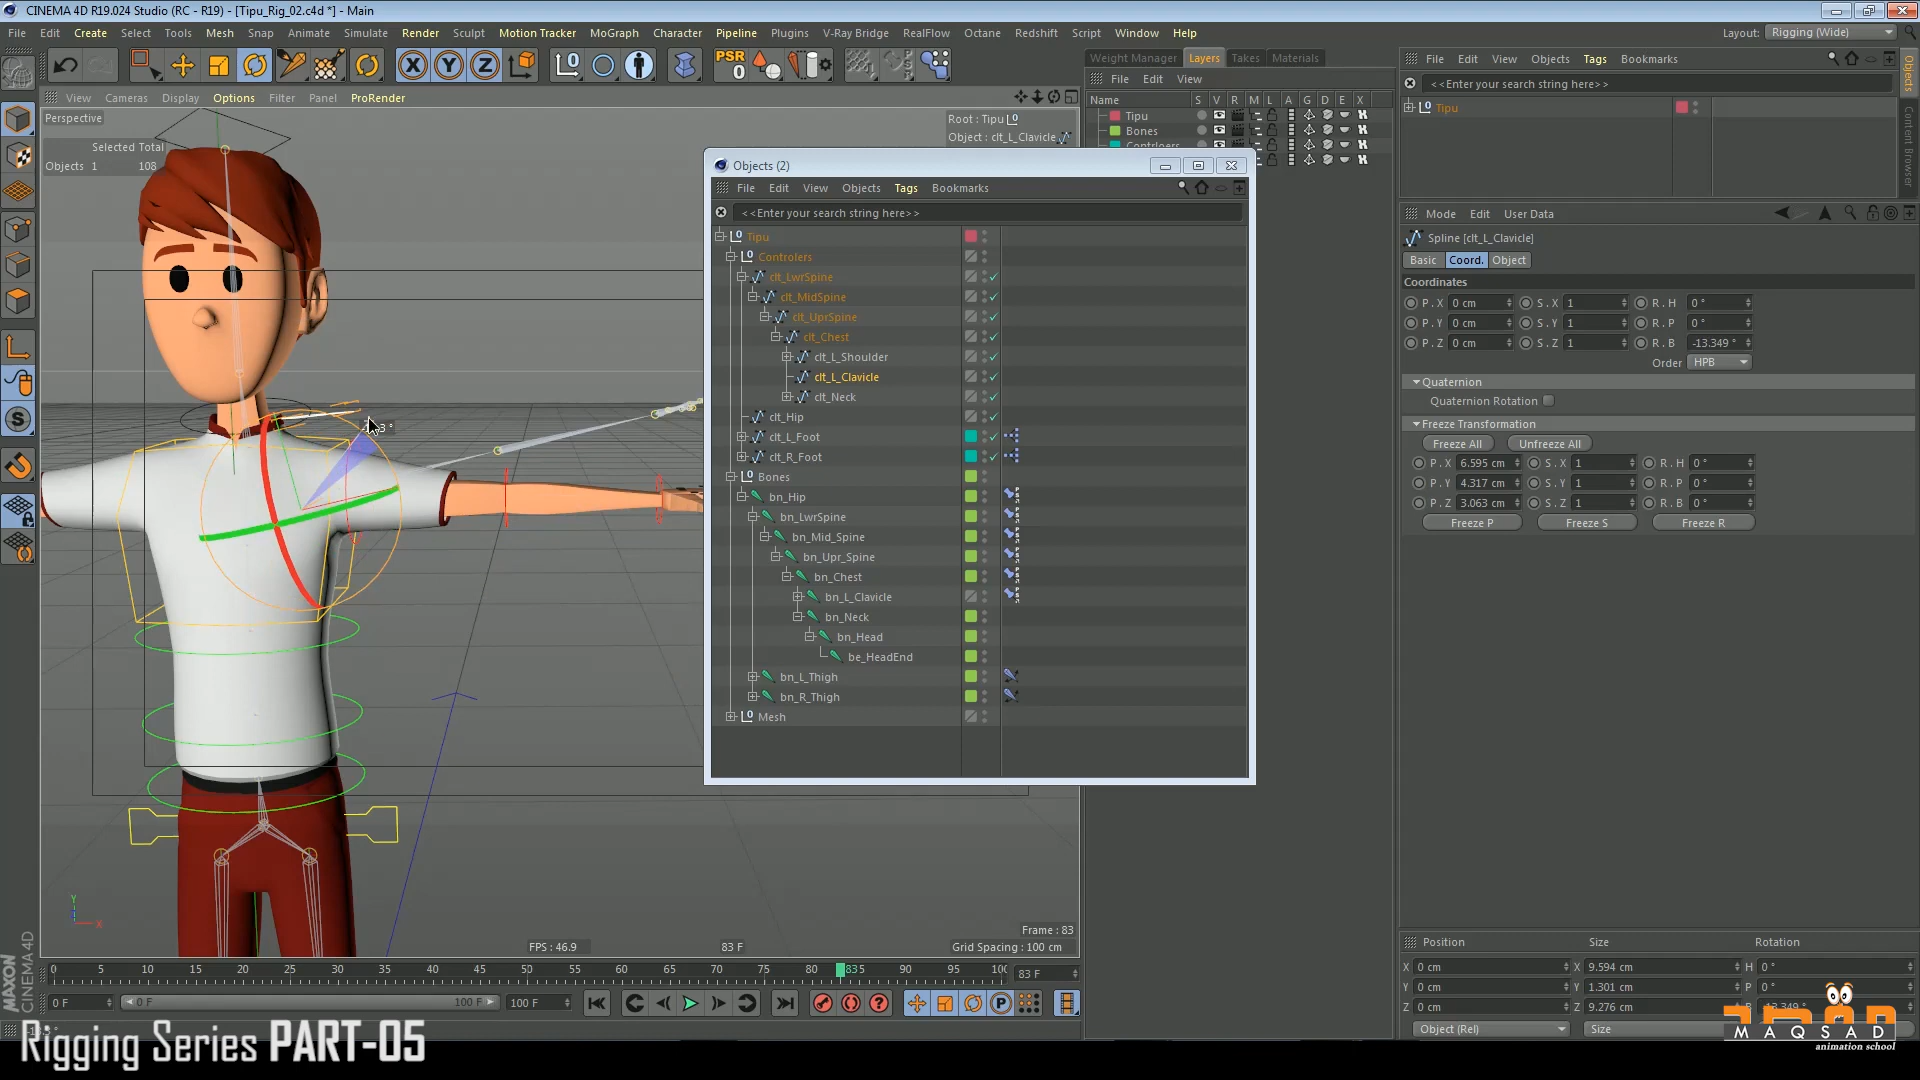 CINEMA 4D R19.024 Studio (RC - R19) - [Tipu_Rig_02.c4d *] - Main
File Edit Create Select Tools Mesh Snap Animate Simulate Render Sculpt Motion Tracker MoGraph Character Pipeline Plugins V-Ray Bridge RealFlow Octane Redshift Script Window Help
Layout: Rigging (Wide)
X Y Z PSR 0
View Cameras Display Options Filter Panel ProRender
Perspective
Selected Total
Objects 1 108
Root : Tipu
Object : clt_L_Clavicle
Weight Manager Layers Takes Materials
File Edit View
Name S V R M L A G D E X
Tipu
Bones
Contrloers
File Edit View Objects Tags Bookmarks
<<Enter your search string here>>
Tipu
Objects
Content Browser
Objects (2)
File Edit View Objects Tags Bookmarks
<<Enter your search string here>>
Tipu
Controlers
clt_LwrSpine
clt_MidSpine
clt_UprSpine
clt_Chest
clt_L_Shoulder
clt_L_Clavicle
clt_Neck
clt_Hip
clt_L_Foot
clt_R_Foot
Bones
bn_Hip
bn_LwrSpine
bn_Mid_Spine
bn_Upr_Spine
bn_Chest
bn_L_Clavicle
bn_Neck
bn_Head
be_HeadEnd
bn_L_Thigh
bn_R_Thigh
Mesh
Mode Edit User Data
Spline [clt_L_Clavicle]
Basic Coord. Object
Coordinates
P . X 0 cm S . X 1 R . H 0 °
P . Y 0 cm S . Y 1 R . P 0 °
P . Z 0 cm S . Z 1 R . B -13.349 °
Order HPB
Quaternion
Quaternion Rotation
Freeze Transformation
Freeze All Unfreeze All
P . X 6.595 cm S . X 1 R . H 0 °
P . Y 4.317 cm S . Y 1 R . P 0 °
P . Z 3.063 cm S . Z 1 R . B 0 °
Freeze P Freeze S Freeze R
Y
X
Frame : 83
FPS : 46.9 83 F Grid Spacing : 100 cm
0 5 10 15 20 25 30 35 40 45 50 55 60 65 70 75 80 835 90 95 100 83 F
0 F 0 F 100 F 100 F
Position Size Rotation
X 0 cm X 9.594 cm H 0 °
Y 0 cm Y 1.301 cm P 0 °
Z 0 cm Z 9.276 cm
Object (Rel) Size
MAXON CINEMA 4D
Rigging Series PART-05
MAQSAD
animation school